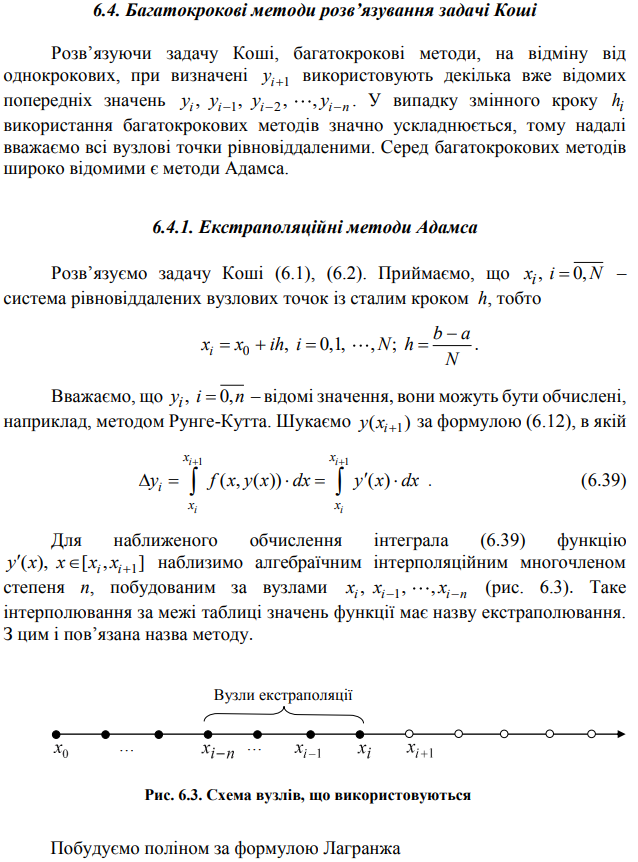 6.4. Багатокрокові методи розв’язування задачі Коші
Розв’язуючи задачу Коші, багатокрокові методи, на відміну від
однокрокових, при визначені y_{i+1} використовують декілька вже відомих
попередніх значень y_i, y_{i−1}, y_{i−2}, ⋯, y_{i−n}. У випадку змінного кроку h_i
використання багатокрокових методів значно ускладнюється, тому надалі
вважаємо всі вузлові точки рівновіддаленими. Серед багатокрокових методів
широко відомими є методи Адамса.
6.4.1. Екстраполяційні методи Адамса
Розв’язуємо задачу Коші (6.1), (6.2). Приймаємо, що x_i, i = \overline{0, N} –
система рівновіддалених вузлових точок із сталим кроком h, тобто
x_i = x_0 + ih, i = 0,1, ⋯, N; h = \frac{b − a}{N}.
Вважаємо, що y_i, i = \overline{0, n} – відомі значення, вони можуть бути обчислені,
наприклад, методом Рунге-Кутта. Шукаємо y(x_{i+1}) за формулою (6.12), в якій
Δy_i = \int_{x_i}^{x_{i+1}} f(x, y(x)) · dx = \int_{x_i}^{x_{i+1}} y′(x) · dx . (6.39)
Для наближеного обчислення інтеграла (6.39) функцію
y′(x), x ∈ [x_i, x_{i+1}] наблизимо алгебраїчним інтерполяційним многочленом
степеня n, побудованим за вузлами x_i, x_{i−1}, ⋯, x_{i−n} (рис. 6.3). Таке
інтерполювання за межі таблиці значень функції має назву екстраполювання.
З цим і пов’язана назва методу.
Вузли екстраполяції
x_0 … x_{i−n} … x_{i−1} x_i x_{i+1}
Рис. 6.3. Схема вузлів, що використовуються
Побудуємо поліном за формулою Лагранжа